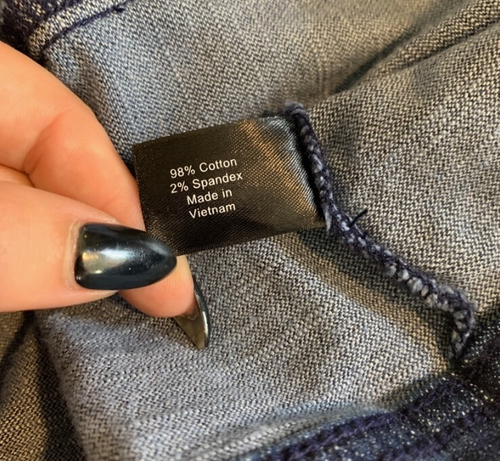 98% Cotton
2% Spandex
Made in
Vietnam